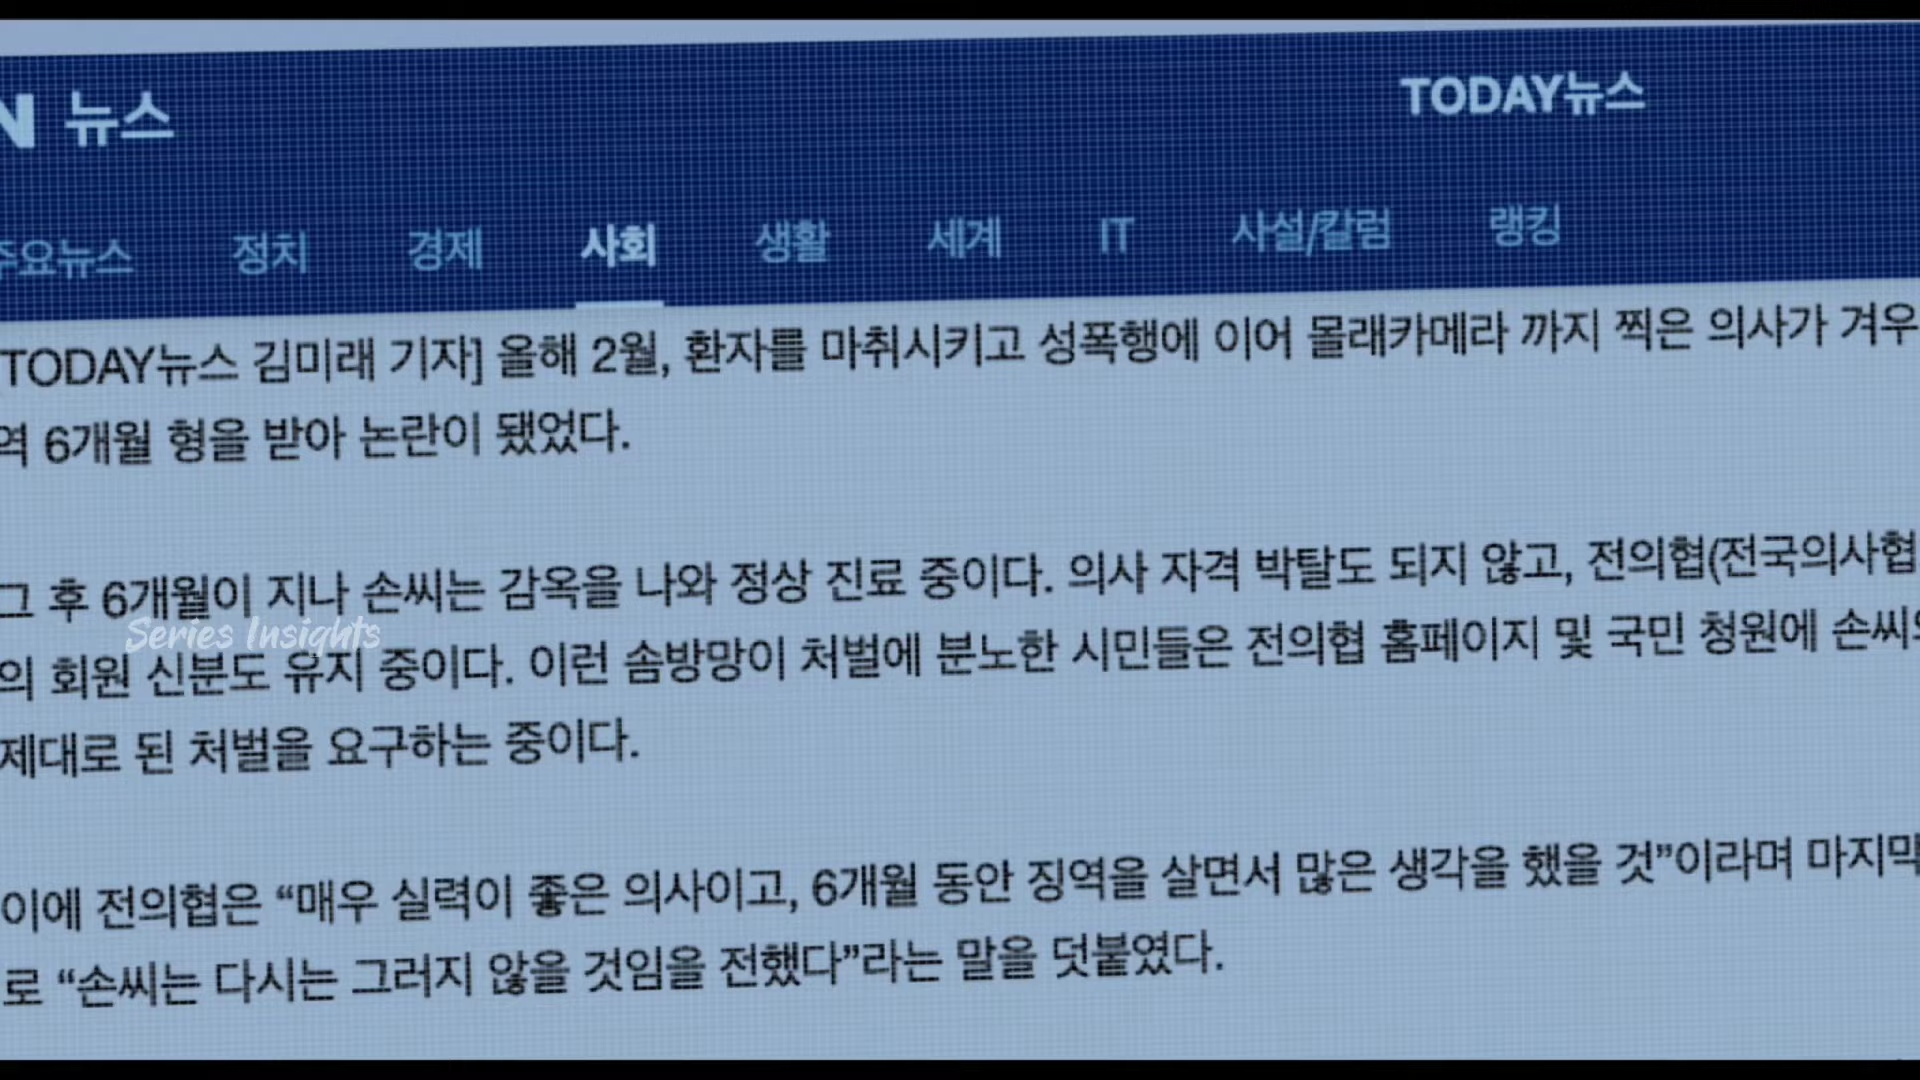 N 뉴스
TODAY뉴스
주요뉴스 정치 경제 사회 생활 세계 IT 사설/칼럼 랭킹
TODAY뉴스 김미래 기자] 올해 2월, 환자를 마취시키고 성폭행에 이어 몰래카메라 까지 찍은 의사가 겨우
역 6개월 형을 받아 논란이 됐었다.
그 후 6개월이 지나 손씨는 감옥을 나와 정상 진료 중이다. 의사 자격 박탈도 되지 않고, 전의협(전국의사협
Series Insights
의 회원 신분도 유지 중이다. 이런 솜방망이 처벌에 분노한 시민들은 전의협 홈페이지 및 국민 청원에 손씨의
제대로 된 처벌을 요구하는 중이다.
이에 전의협은 “매우 실력이 좋은 의사이고, 6개월 동안 징역을 살면서 많은 생각을 했을 것”이라며 마지막
로 “손씨는 다시는 그러지 않을 것임을 전했다”라는 말을 덧붙였다.